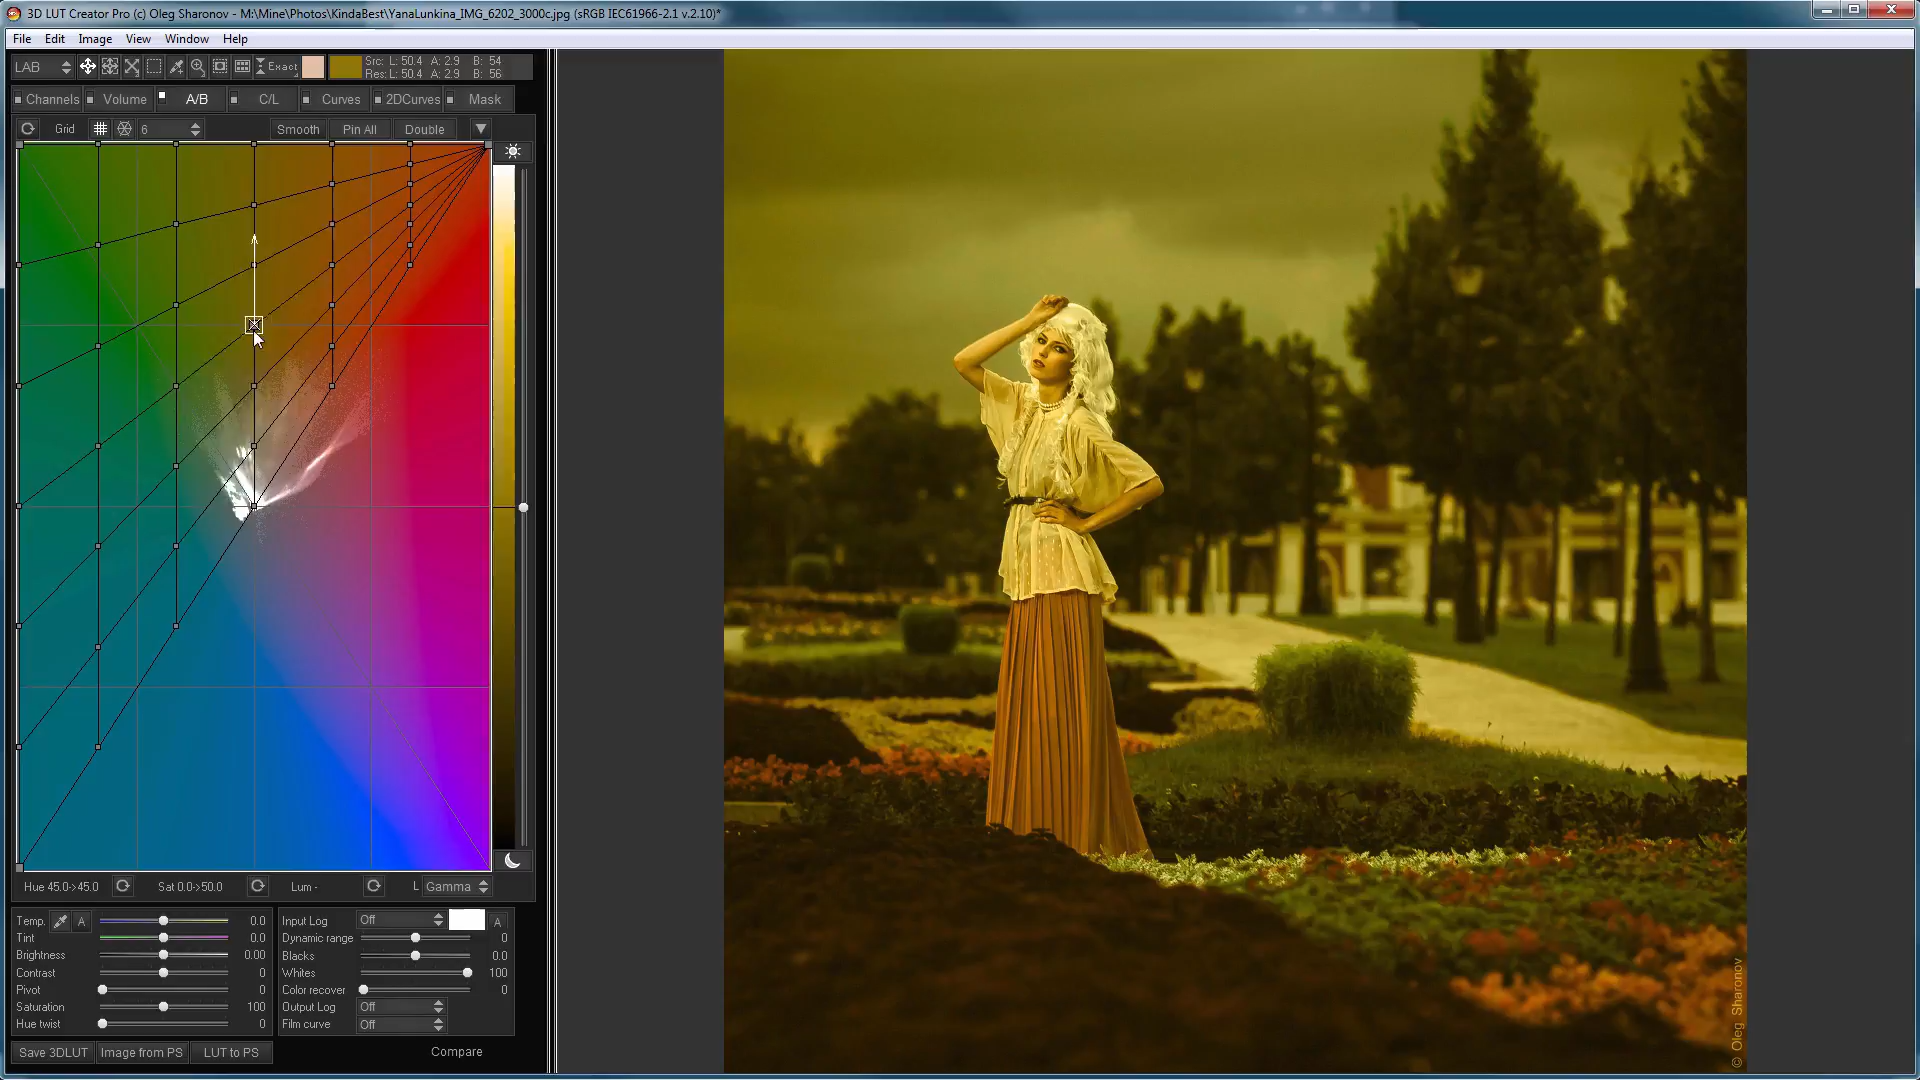 3D LUT Creator Pro (c) Oleg Sharonov - M:\Mine\Photos\KindaBest\YanaLunkina_IMG_6202_3000c.jpg (sRGB IEC61966-2.1 v.2.10)*
File Edit Image View Window Help
LAB Exact Src: L: 50.4 A: 2.9 B: 54
Res: L: 50.4 A: 2.9 B: 56
Channels Volume A/B C/L Curves 2DCurves Mask
Grid 6 Smooth Pin All Double
Hue 45.0->45.0 Sat 0.0->50.0 Lum - L Gamma
Temp. A 0.0 Input Log Off A
Tint 0.0 Dynamic range 0
Brightness 0.00 Blacks 0.0
Contrast 0 Whites 100
Pivot 0 Color recover 0
Saturation 100 Output Log Off
Hue twist 0 Film curve Off
Save 3DLUT Image from PS LUT to PS Compare
© Oleg Sharonov